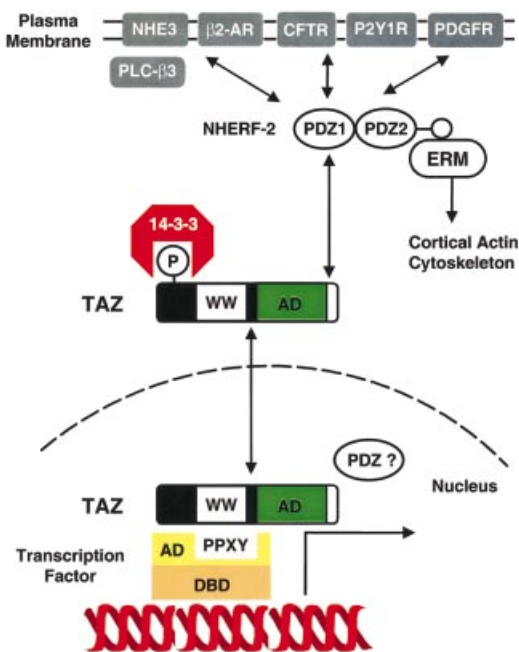 Plasma
Membrane
NHE3
β2-AR
CFTR
P2Y1R
PDGFR
PLC-β3
NHERF-2
PDZ1
PDZ2
ERM
Cortical Actin
Cytoskeleton
14-3-3
P
TAZ
WW
AD
PDZ ?
Nucleus
TAZ
WW
AD
Transcription
Factor
AD
PPXY
DBD